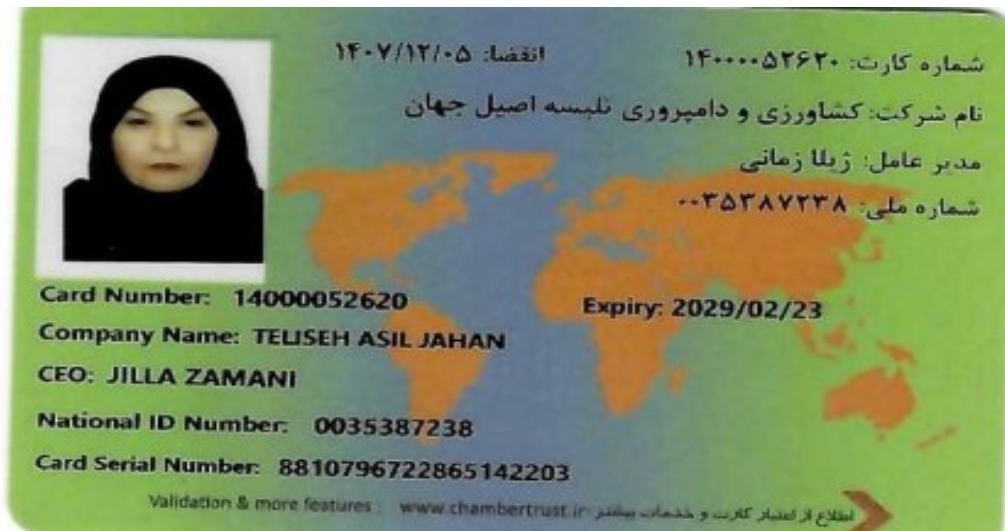 شماره کارت: ۱۴۰۰۰۰۵۲۶۲۰ انقضا: ۱۴۰۷/۱۲/۰۵
نام شرکت: کشاورزی و دامپروری تلیسه اصیل جهان
مدیر عامل: ژیلا زمانی
شماره ملی: ۰۰۳۵۳۸۷۲۳۸
Card Number: 14000052620 Expiry: 2029/02/23
Company Name: TELISEH ASIL JAHAN
CEO: JILLA ZAMANI
National ID Number: 0035387238
Card Serial Number: 8810796722865142203
Validation & more features : www.chambertrust.ir اطلاع از اعتبار کارت و خدمات بیشتر